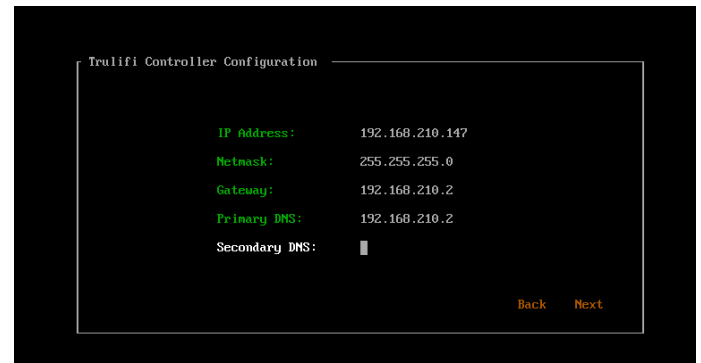 Trulifi Controller Configuration
IP Address: 192.168.210.147
Netmask: 255.255.255.0
Gateway: 192.168.210.2
Primary DNS: 192.168.210.2
Secondary DNS:
Back Next